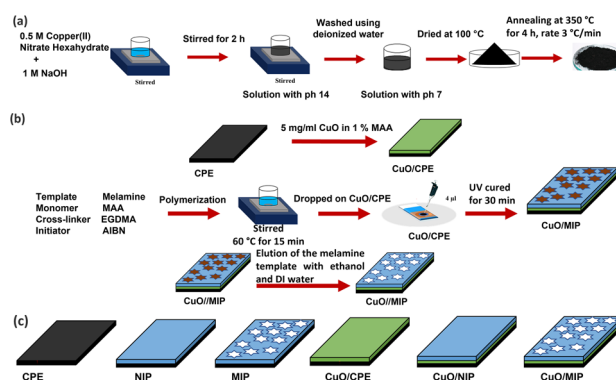 (a)
0.5 M Copper(II)
Nitrate Hexahydrate
+
1 M NaOH
Stirred
Stirred for 2 h
Stirred
Solution with ph 14
Washed using
deionized water
Solution with ph 7
Dried at 100 °C
Annealing at 350 °C
for 4 h, rate 3 °C/min
(b)
CPE
5 mg/ml CuO in 1 % MAA
CuO/CPE
Template Melamine
Monomer MAA
Cross-linker EGDMA
Initiator AIBN
Polymerization
Stirred
60 °C for 15 min
Dropped on CuO/CPE
4 µl
CuO/CPE
UV cured
for 30 min
CuO/MIP
CuO//MIP
Elution of the melamine
template with ethanol
and DI water
CuO//MIP
(c)
CPE
NIP
MIP
CuO/CPE
CuO/NIP
CuO/MIP